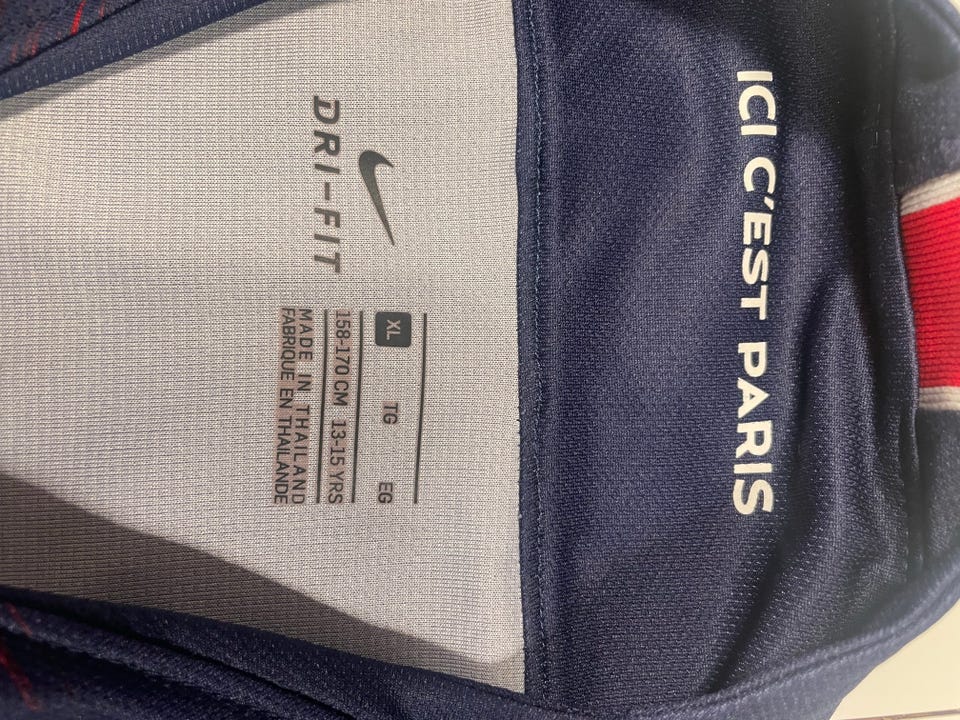 ICI C'EST PARIS
XL TG EG
158-170 CM 13-15 YRS
MADE IN THAILAND
FABRIQUE EN THAILANDE
DRI-FIT